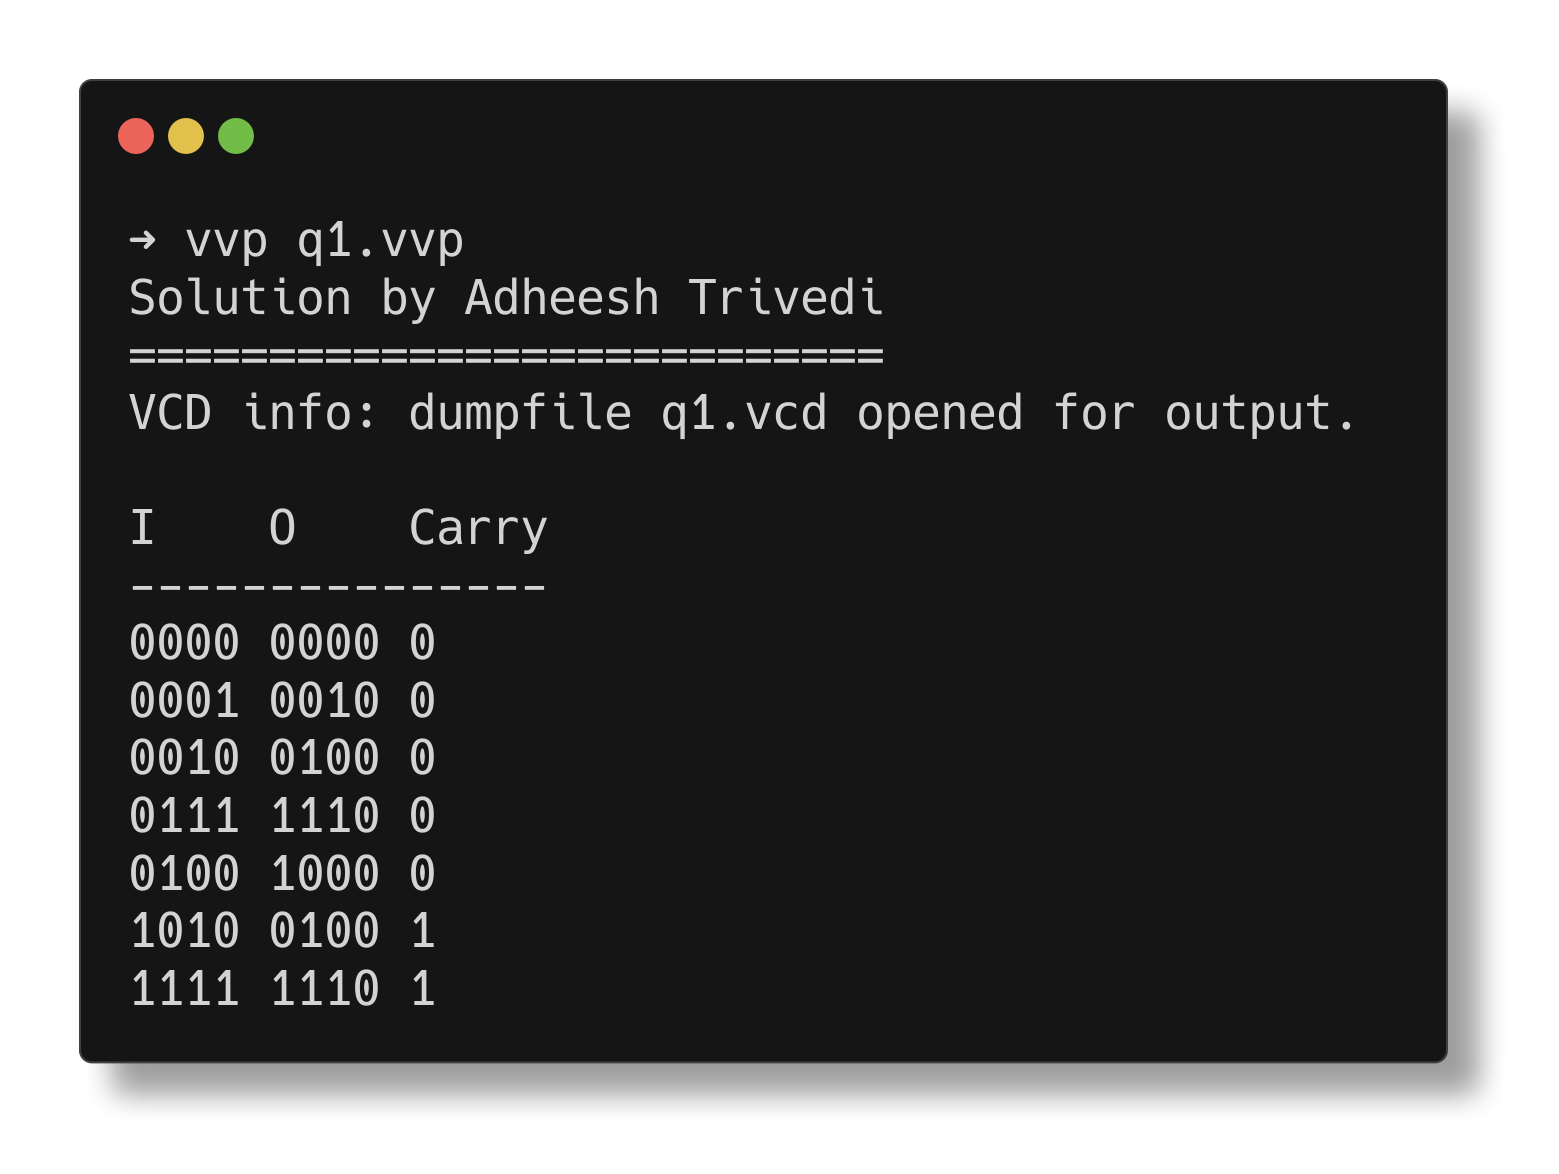 ➜ vvp q1.vvp
Solution by Adheesh Trivedi
===========================
VCD info: dumpfile q1.vcd opened for output.

I    O    Carry
---------------
0000 0000 0
0001 0010 0
0010 0100 0
0111 1110 0
0100 1000 0
1010 0100 1
1111 1110 1